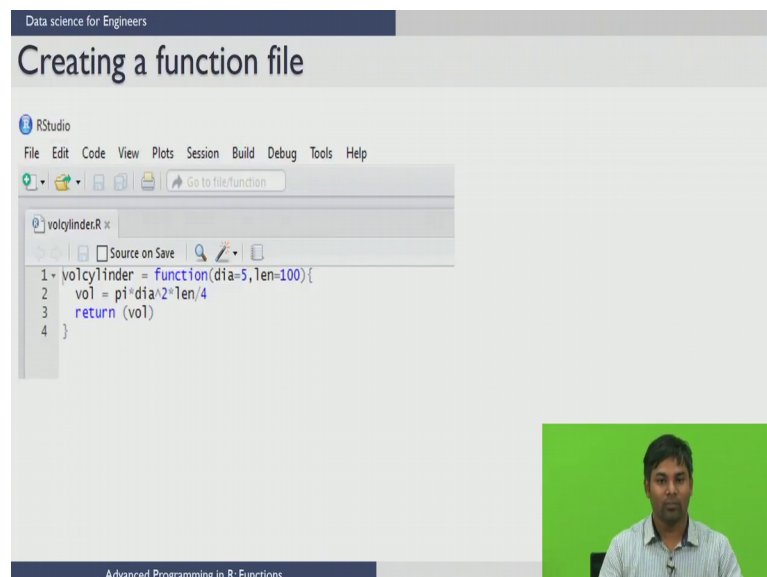 Data science for Engineers
Creating a function file
RStudio
File Edit Code View Plots Session Build Debug Tools Help
Go to file/function
volcylinder.R ×
Source on Save
1 volcylinder = function(dia=5,len=100){
2 vol = pi*dia^2*len/4
3 return (vol)
4 }
Advanced Programming in R: Functions